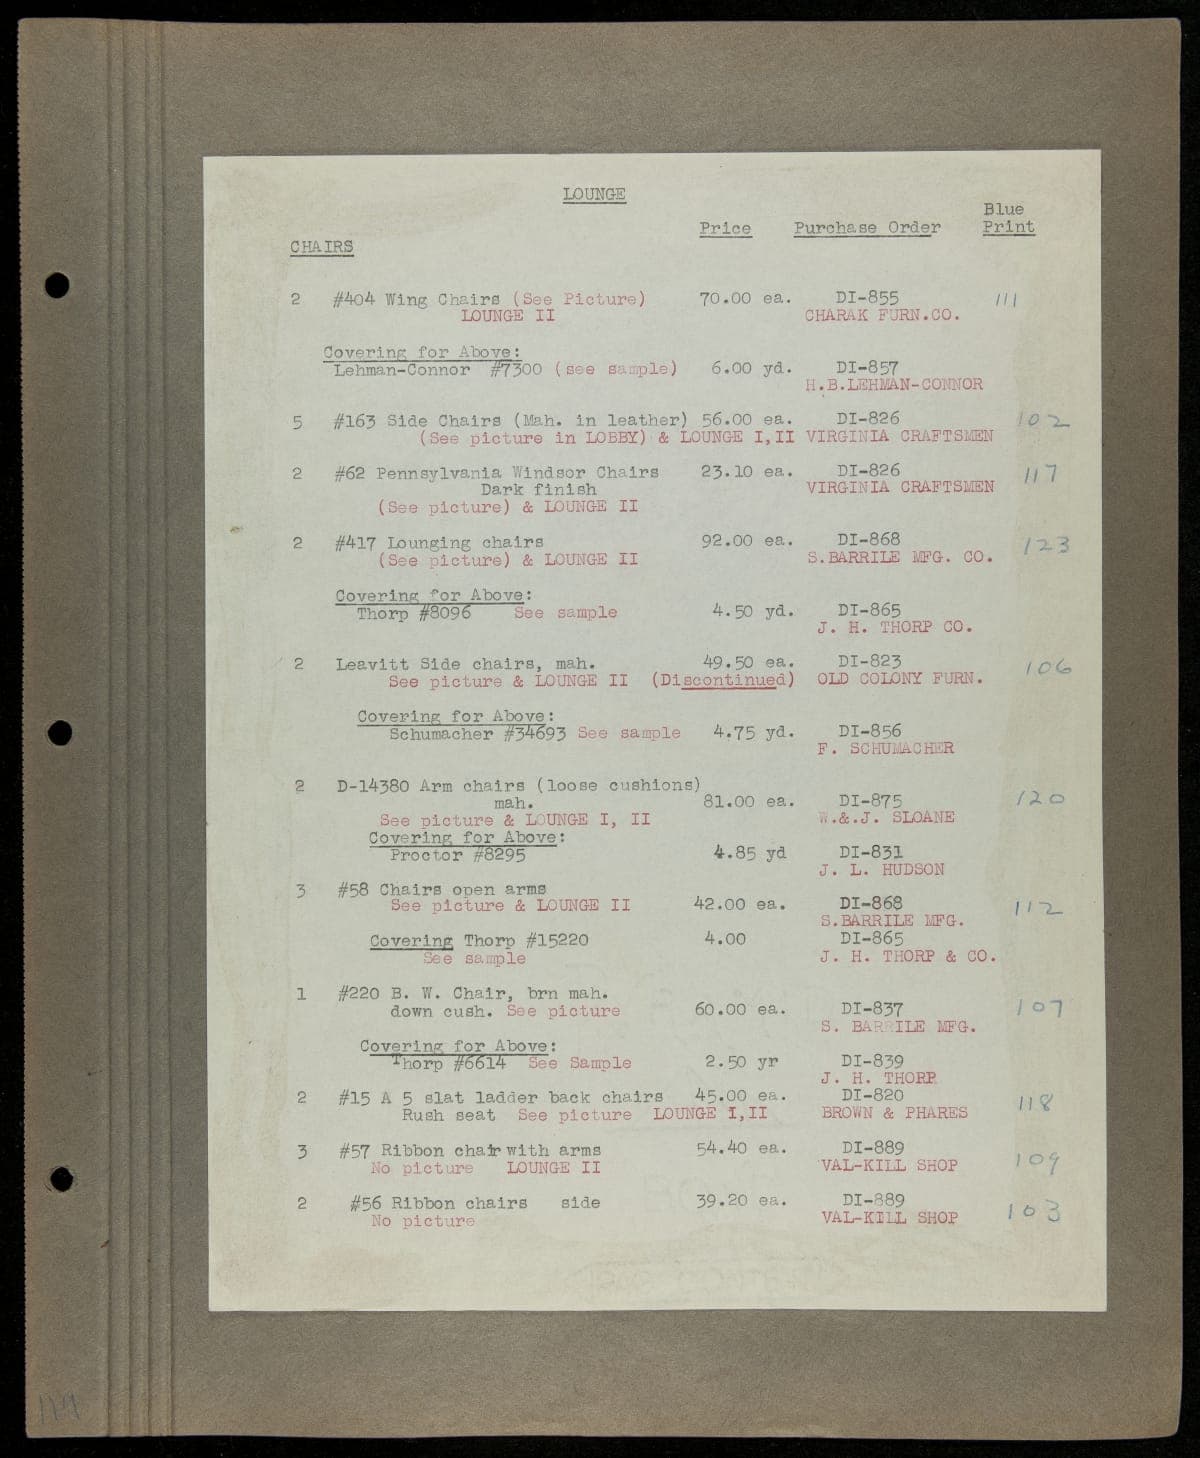 LOUNGE
Blue
Price Purchase Order Print
CHAIRS
2 #404 Wing Chairs (See Picture) 70.00 ea. DI-855 111
LOUNGE II CHARAK FURN.CO.
Covering for Above:
Lehman-Connor #7300 (see sample) 6.00 yd. DI-857
H.B.LEHMAN-CONNOR
5 #163 Side Chairs (Mah. in leather) 56.00 ea. DI-826 102
(See picture in LOBBY) & LOUNGE I,II VIRGINIA CRAFTSMEN
2 #62 Pennsylvania Windsor Chairs 23.10 ea. DI-826 117
Dark finish VIRGINIA CRAFTSMEN
(See picture) & LOUNGE II
2 #417 Lounging chairs 92.00 ea. DI-868 123
(See picture) & LOUNGE II S.BARRILE MFG. CO.
Covering for Above:
Thorp #8096 See sample 4.50 yd. DI-865
J. H. THORP CO.
2 Leavitt Side chairs, mah. 49.50 ea. DI-823 106
See picture & LOUNGE II (Discontinued) OLD COLONY FURN.
Covering for Above:
Schumacher #34693 See sample 4.75 yd. DI-856
F. SCHUMACHER
2 D-14380 Arm chairs (loose cushions)
mah. 81.00 ea. DI-875 120
See picture & LOUNGE I, II W.&.J. SLOANE
Covering for Above:
Proctor #8295 4.85 yd DI-831
J. L. HUDSON
3 #58 Chairs open arms
See picture & LOUNGE II 42.00 ea. DI-868 112
S.BARRILE MFG.
Covering Thorp #15220 4.00 DI-865
See sample J. H. THORP & CO.
1 #220 B. W. Chair, brn mah.
down cush. See picture 60.00 ea. DI-837 107
S. BARRILE MFG.
Covering for Above:
Thorp #6614 See Sample 2.50 yr DI-839
J. H. THORP
2 #15 A 5 slat ladder back chairs 45.00 ea. DI-820 118
Rush seat See picture LOUNGE I,II BROWN & PHARES
3 #57 Ribbon chair with arms 54.40 ea. DI-889 109
No picture LOUNGE II VAL-KILL SHOP
2 #56 Ribbon chairs side 39.20 ea. DI-889 103
No picture VAL-KILL SHOP